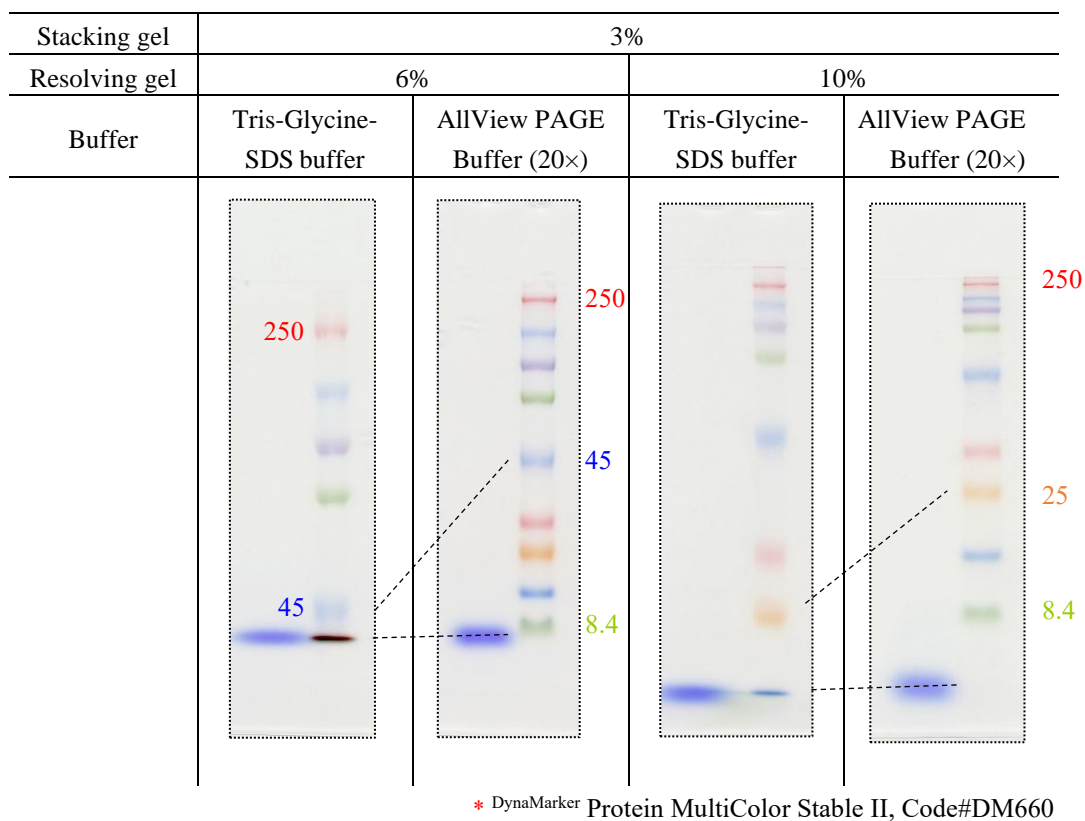 Stacking gel 3%
Resolving gel 6% 10%
Buffer
Tris-Glycine-
SDS buffer
AllView PAGE
Buffer (20×)
Tris-Glycine-
SDS buffer
AllView PAGE
Buffer (20×)
250
45
250
45
8.4
250
25
8.4
* DynaMarker Protein MultiColor Stable II, Code#DM660